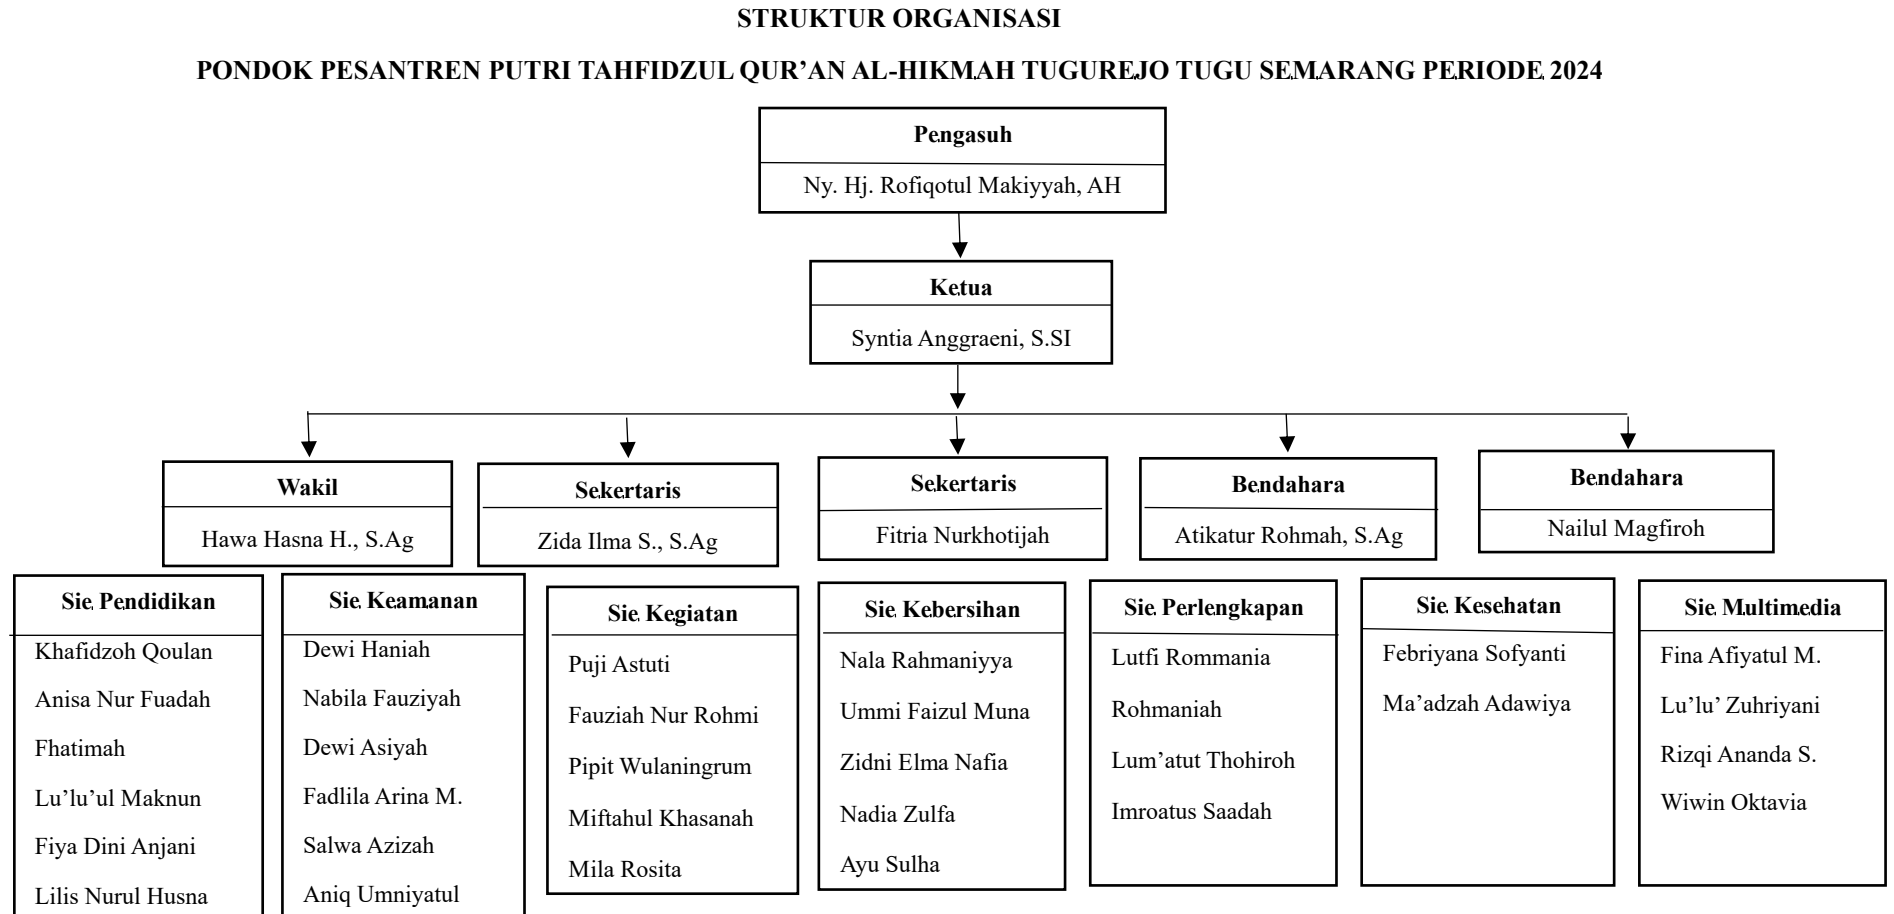 STRUKTUR ORGANISASI
PONDOK PESANTREN PUTRI TAHFIDZUL QUR’AN AL-HIKMAH TUGUREJO TUGU SEMARANG PERIODE 2024
Pengasuh
Ny. Hj. Rofiqotul Makiyyah, AH
Ketua
Syntia Anggraeni, S.SI
Wakil
Hawa Hasna H., S.Ag
Sekertaris
Zida Ilma S., S.Ag
Sekertaris
Fitria Nurkhotijah
Bendahara
Atikatur Rohmah, S.Ag
Bendahara
Nailul Magfiroh
Sie Pendidikan
Khafidzoh Qoulan
Anisa Nur Fuadah
Fhatimah
Lu’lu’ul Maknun
Fiya Dini Anjani
Lilis Nurul Husna
Sie Keamanan
Dewi Haniah
Nabila Fauziyah
Dewi Asiyah
Fadlila Arina M.
Salwa Azizah
Aniq Umniyatul
Sie Kegiatan
Puji Astuti
Fauziah Nur Rohmi
Pipit Wulaningrum
Miftahul Khasanah
Mila Rosita
Sie Kebersihan
Nala Rahmaniyya
Ummi Faizul Muna
Zidni Elma Nafia
Nadia Zulfa
Ayu Sulha
Sie Perlengkapan
Lutfi Rommania
Rohmaniah
Lum’atut Thohiroh
Imroatus Saadah
Sie Kesehatan
Febriyana Sofyanti
Ma’adzah Adawiya
Sie Multimedia
Fina Afiyatul M.
Lu’lu’ Zuhriyani
Rizqi Ananda S.
Wiwin Oktavia